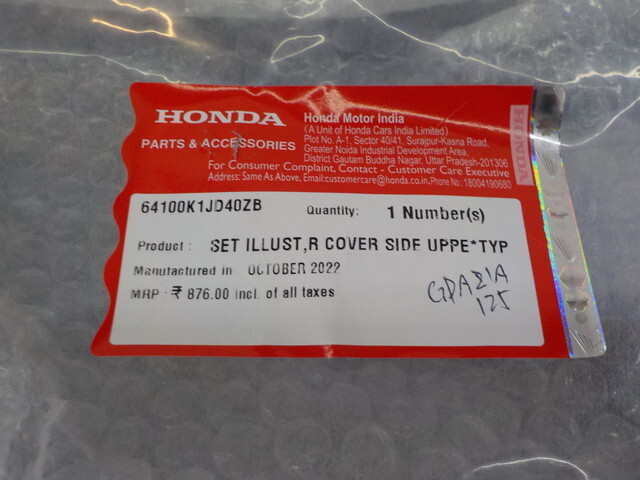 HONDA
PARTS & ACCESSORIES
Honda Motor India
(A Unit of Honda Cars India Limited)
Plot No. A-1, Sector 40/41, Surajpur-Kasna Road,
Greater Noida Industrial Development Area,
District Gautam Buddha Nagar, Uttar Pradesh-201306
For Consumer Complaint, Contact - Customer Care Executive
Address: Same As Above, Email:customercare@honda.co.in,Phone No.: 18004190680
HONDA
64100K1JD40ZB Quantity: 1 Number(s)
Product : SET ILLUST,R COVER SIDE UPPE*TYP
Manufactured in OCTOBER 2022
MRP : ₹ 876.00 incl. of all taxes
GRAZIA
125